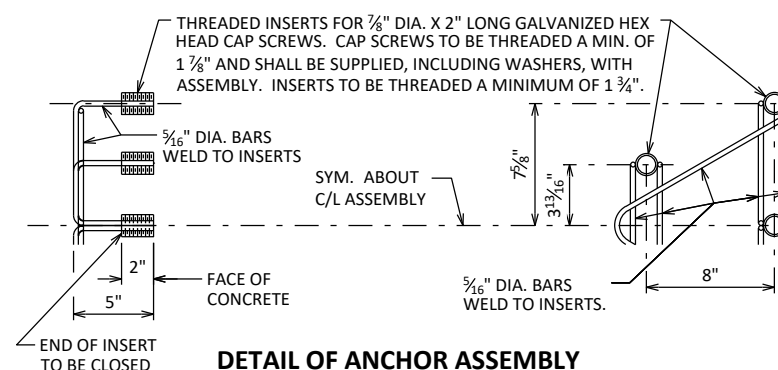 THREADED INSERTS FOR ⅞" DIA. X 2" LONG GALVANIZED HEX
HEAD CAP SCREWS. CAP SCREWS TO BE THREADED A MIN. OF
1 ⅞" AND SHALL BE SUPPLIED, INCLUDING WASHERS, WITH
ASSEMBLY. INSERTS TO BE THREADED A MINIMUM OF 1 ¾".
5⁄16" DIA. BARS
WELD TO INSERTS
SYM. ABOUT
C/L ASSEMBLY
7⅝"
3 13⁄16"
2"
FACE OF
CONCRETE
5"
5⁄16" DIA. BARS
WELD TO INSERTS.
8"
END OF INSERT
TO BE CLOSED
DETAIL OF ANCHOR ASSEMBLY